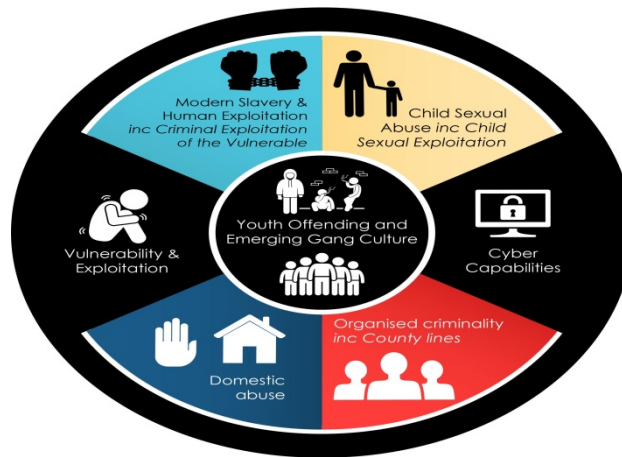 Modern Slavery &
Human Exploitation
inc Criminal Exploitation
of the Vulnerable
Child Sexual
Abuse inc Child
Sexual Exploitation
Vulnerability &
Exploitation
Youth Offending and
Emerging Gang Culture
Cyber
Capabilities
Domestic
abuse
Organised criminality
inc County lines